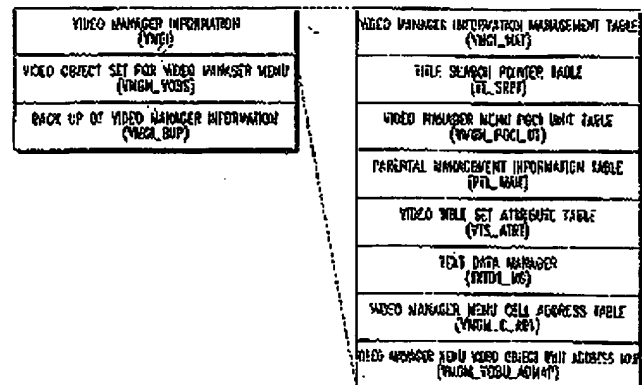 VIDEO MANAGER INFORMATION
(VMGI)
VIDEO OBJECT SET FOR VIDEO MANAGER MENU
(VMGM_VOBS)
BACK UP OF VIDEO MANAGER INFORMATION
(VMGI_BUP)
VIDEO MANAGER INFORMATION MANAGEMENT TABLE
(VMGI_MAT)
TITLE SEARCH POINTER TABLE
(TT_SRPT)
VIDEO MANAGER MENU PGCI UNIT TABLE
(VMGM_PGCI_UT)
PARENTAL MANAGEMENT INFORMATION TABLE
(PTL_MAIT)
VIDEO TITLE SET ATTRIBUTE TABLE
(VTS_ATRT)
TEXT DATA MANAGER
(TXTDT_MG)
VIDEO MANAGER MENU CELL ADDRESS TABLE
(VMGM_C_ADT)
VIDEO MANAGER MENU VIDEO OBJECT UNIT ADDRESS MAP
(VMGM_VOBU_ADMAP)